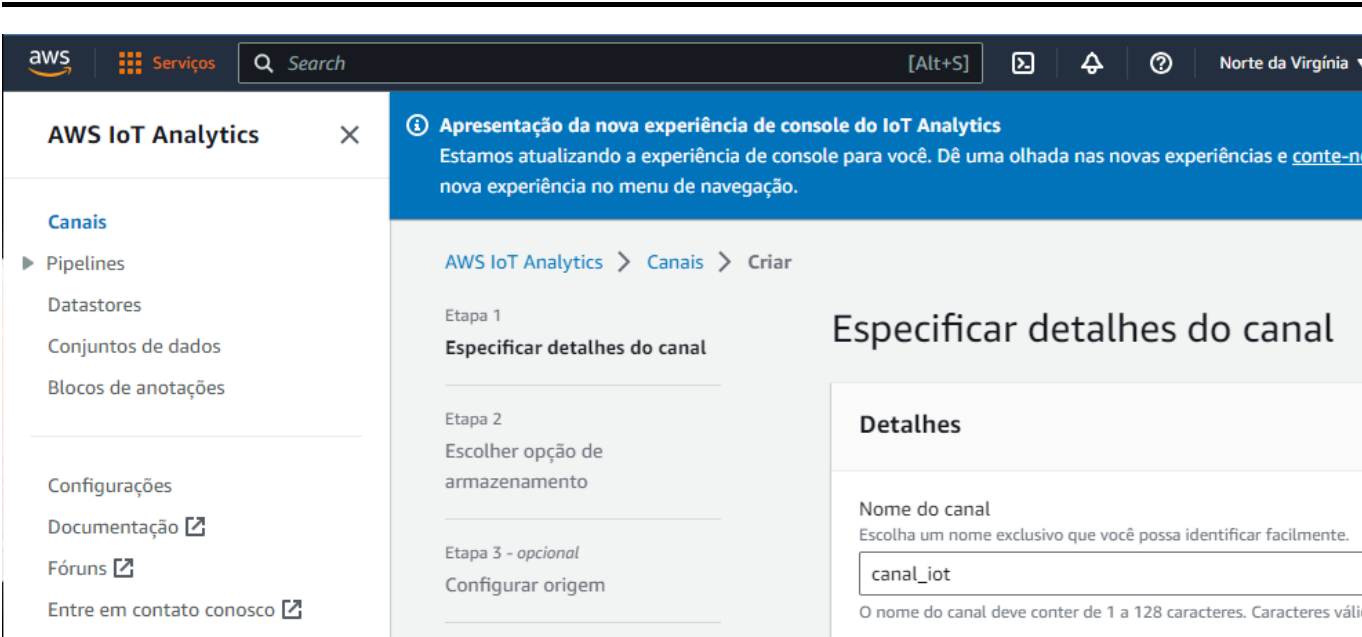 aws
Serviços
Search
[Alt+S]
Norte da Virgínia
AWS IoT Analytics
Canais
Pipelines
Datastores
Conjuntos de dados
Blocos de anotações
Configurações
Documentação
Fóruns
Entre em contato conosco
Apresentação da nova experiência de console do IoT Analytics
Estamos atualizando a experiência de console para você. Dê uma olhada nas novas experiências e
nova experiência no menu de navegação.
AWS IoT Analytics > Canais > Criar
Etapa 1
Especificar detalhes do canal
Etapa 2
Escolher opção de
armazenamento
Etapa 3 - opcional
Configurar origem
Especificar detalhes do canal
Detalhes
Nome do canal
Escolha um nome exclusivo que você possa identificar facilmente.
canal_iot
O nome do canal deve conter de 1 a 128 caracteres. Caracteres